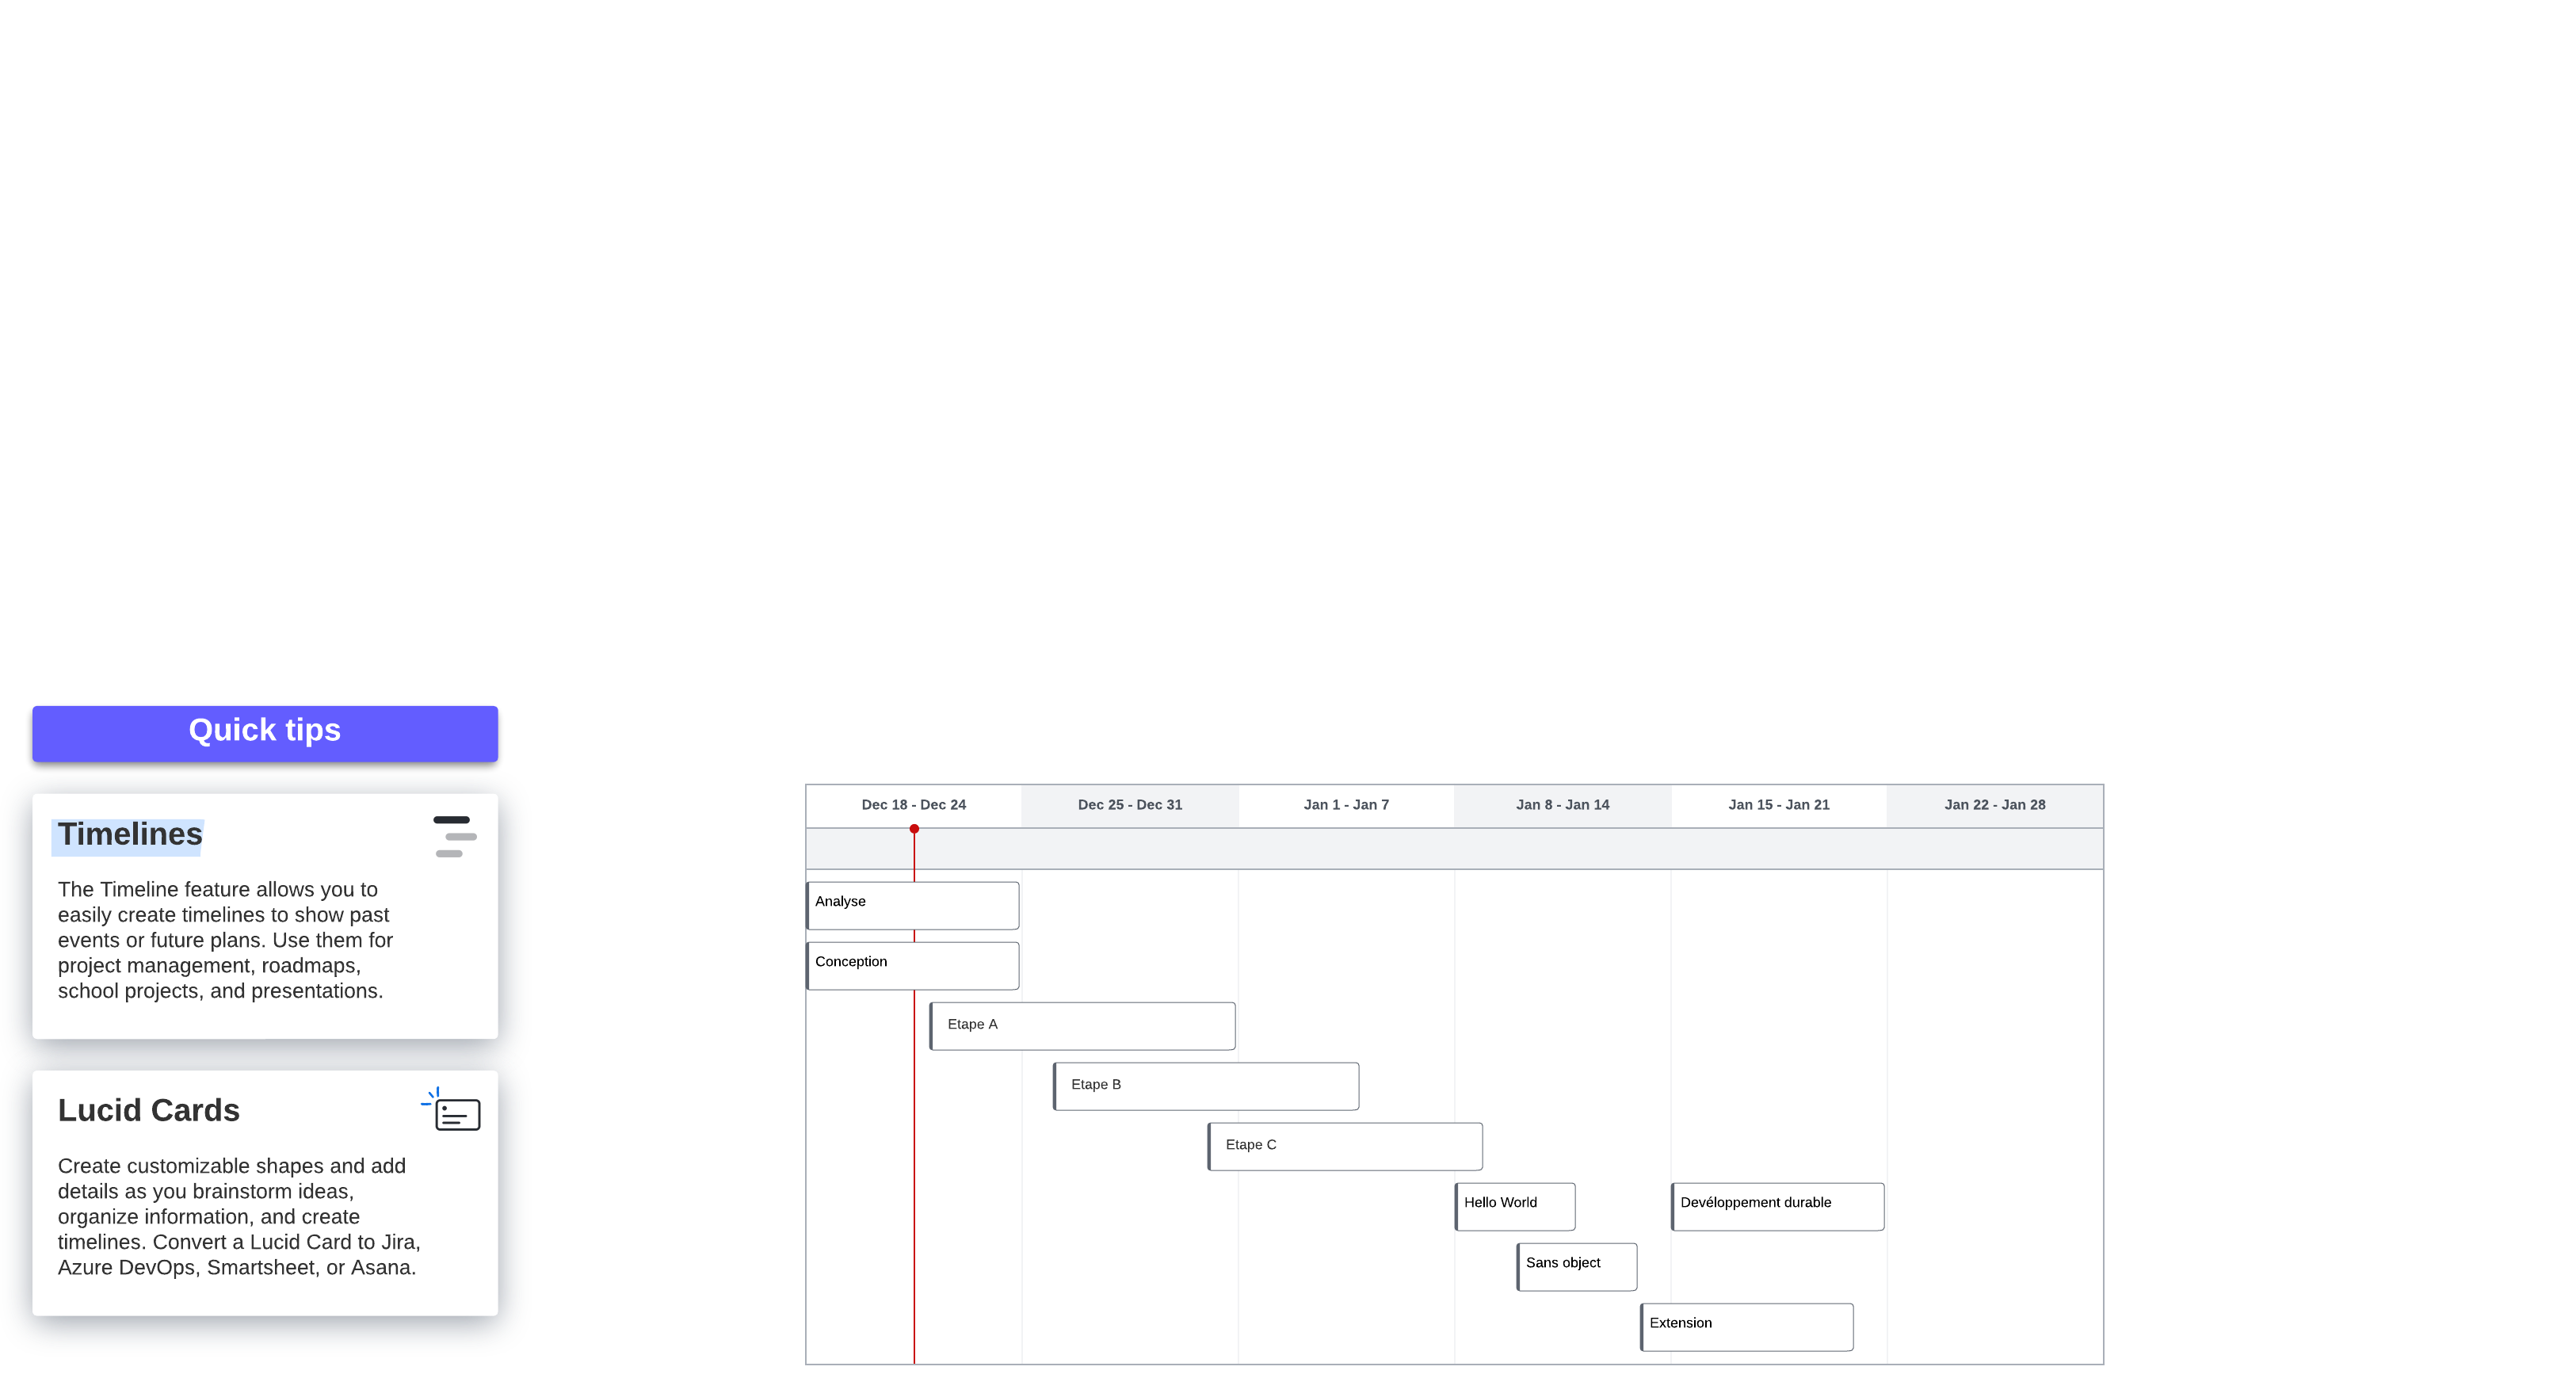 Quick tips
Timelines
The Timeline feature allows you to
easily create timelines to show past
events or future plans. Use them for
project management, roadmaps,
school projects, and presentations.
Lucid Cards
Create customizable shapes and add
details as you brainstorm ideas,
organize information, and create
timelines. Convert a Lucid Card to Jira,
Azure DevOps, Smartsheet, or Asana.
Dec 18 - Dec 24 Dec 25 - Dec 31 Jan 1 - Jan 7 Jan 8 - Jan 14 Jan 15 - Jan 21 Jan 22 - Jan 28
Analyse
Conception
Etape A
Etape B
Etape C
Hello World Devéloppement durable
Sans object
Extension